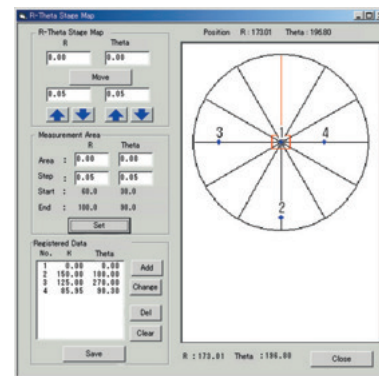 R-Theta Stage Map
R-Theta Stage Map
R Theta
0.00 0.00
Move
0.05 0.05
Measurement Area
R Theta
Area : 0.00 0.00
Step : 0.05 0.05
Start : 60.0 30.0
End : 100.0 90.0
Set
Registered Data
No. R Theta
1 0.00 0.00
2 150.00 180.00
3 125.00 270.00
4 85.95 90.30
Add
Change
Del
Clear
Save
Position R : 173.01 Theta : 196.80
1
3 4
2
R : 173.01 Theta : 196.80
Close